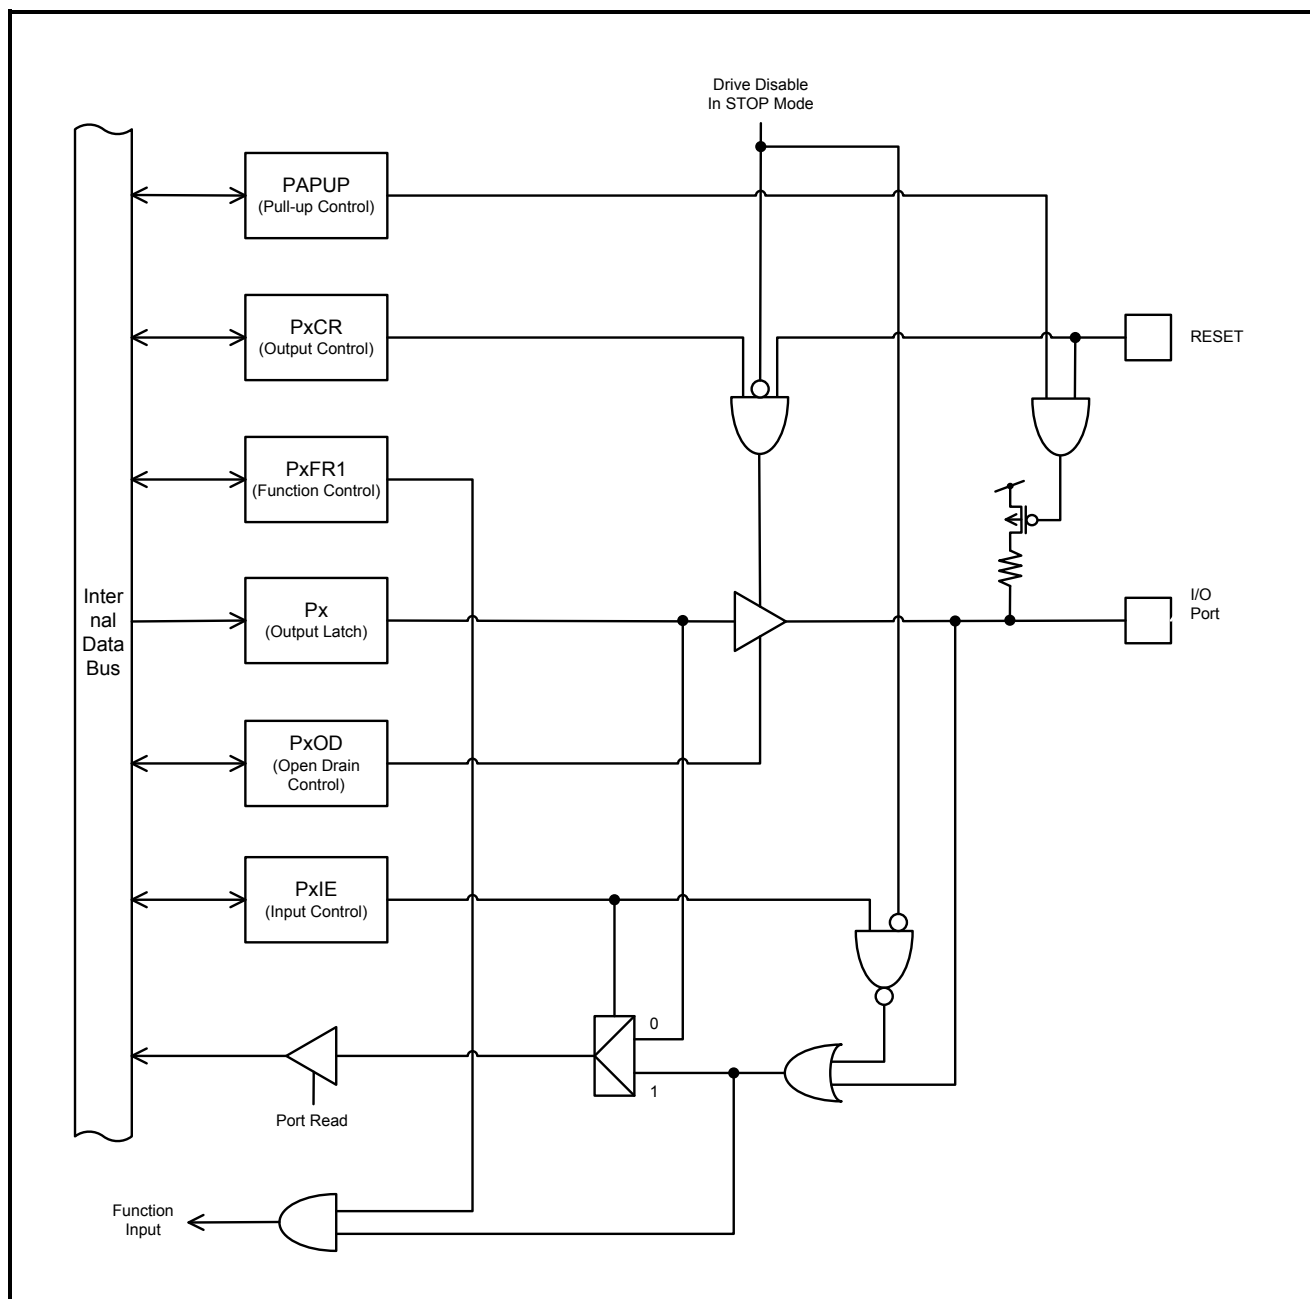 Drive Disable
In STOP Mode
PAPUP
(Pull-up Control)
PxCR
(Output Control)
RESET
PxFR1
(Function Control)
Inter
nal
Data
Bus
Px
(Output Latch)
I/O
Port
PxOD
(Open Drain
Control)
PxIE
(Input Control)
0
1
Port Read
Function
Input